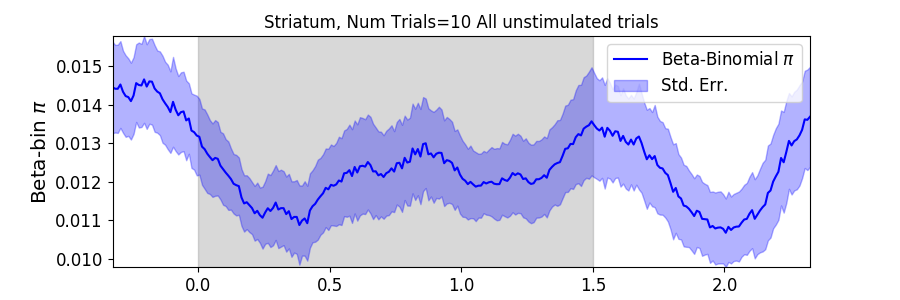 Striatum, Num Trials=10 All unstimulated trials
Beta-bin π
0.015
0.014
0.013
0.012
0.011
0.010
Beta-Binomial π
Std. Err.
0.0 0.5 1.0 1.5 2.0